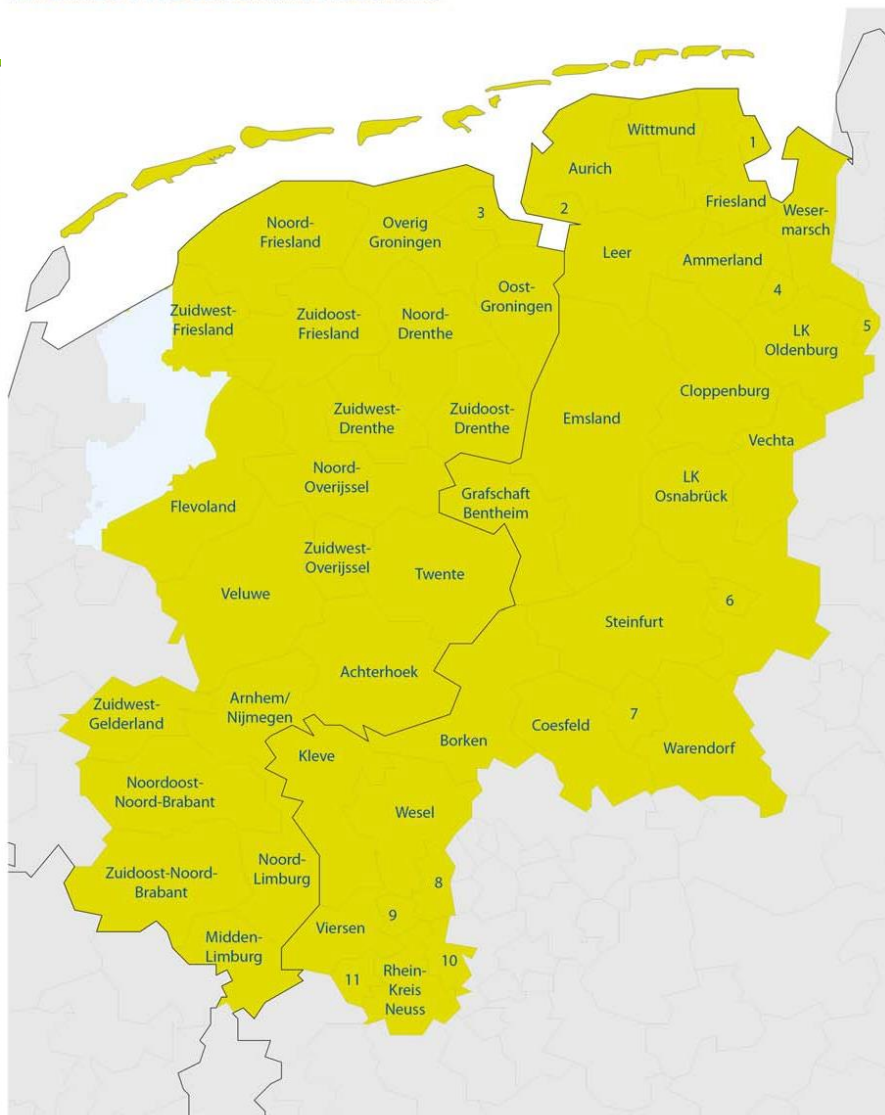 Wittmund
1
Aurich
Friesland
2
Weser-
marsch
3
Noord-
Friesland
Overig
Groningen
Leer
Ammerland
Oost-
Groningen
4
Zuidwest-
Friesland
Zuidoost-
Friesland
Noord-
Drenthe
5
LK
Oldenburg
Cloppenburg
Zuidwest-
Drenthe
Zuidoost-
Drenthe
Emsland
Vechta
Noord-
Overijssel
LK
Osnabrück
Grafschaft
Bentheim
Flevoland
Zuidwest-
Overijssel
Twente
Veluwe
6
Steinfurt
Achterhoek
Zuidwest-
Gelderland
Arnhem/
Nijmegen
7
Coesfeld
Borken
Warendorf
Kleve
Noordoost-
Noord-Brabant
Wesel
Zuidoost-Noord-
Brabant
Noord-
Limburg
8
9
Viersen
Midden-
Limburg
10
11
Rhein-
Kreis
Neuss